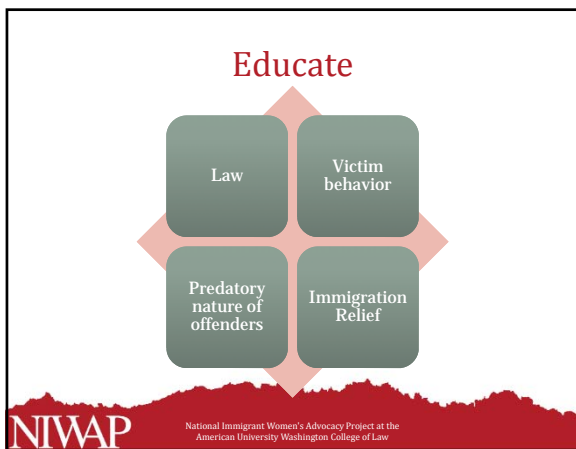 Educate
Law
Victim
behavior
Predatory
nature of
offenders
Immigration
Relief
NIWAP
National Immigrant Women's Advocacy Project at the
American University Washington College of Law